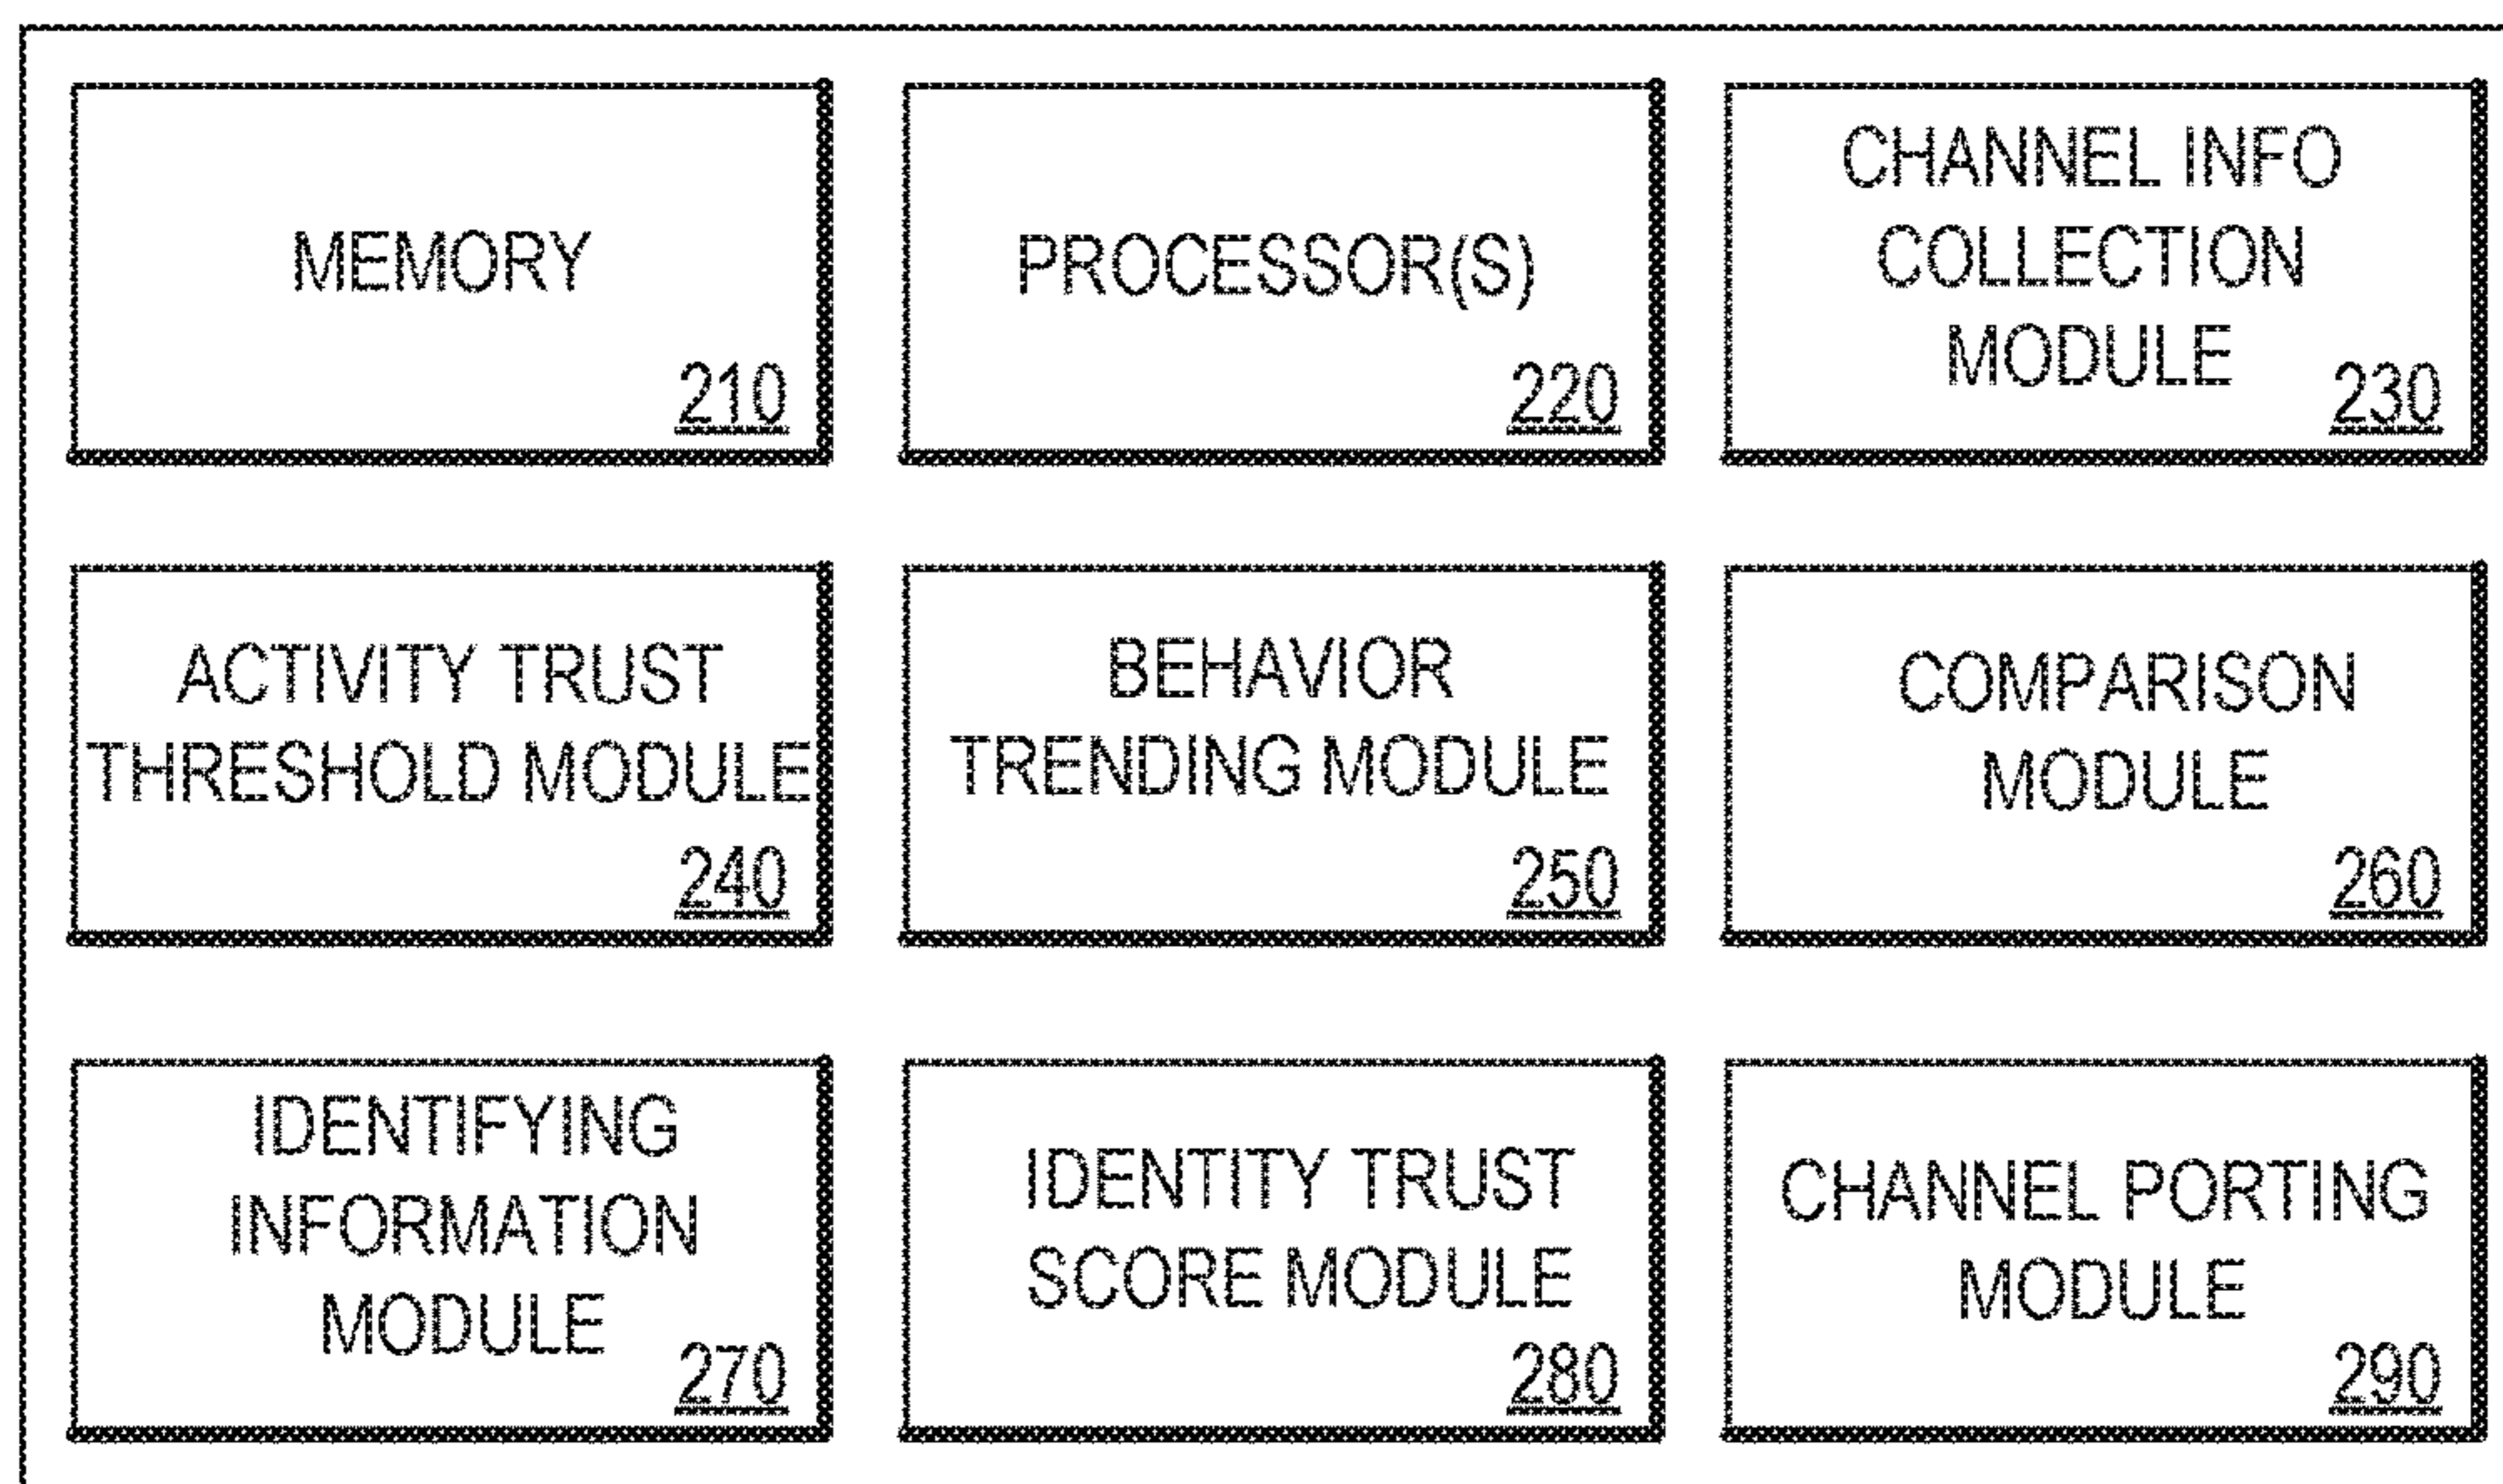 MEMORY
210
PROCESSOR(S)
220
CHANNEL INFO
COLLECTION
MODULE
230
ACTIVITY TRUST
THRESHOLD MODULE
240
BEHAVIOR
TRENDING MODULE
250
COMPARISON
MODULE
260
IDENTIFYING
INFORMATION
MODULE
270
IDENTITY TRUST
SCORE MODULE
280
CHANNEL PORTING
MODULE
290